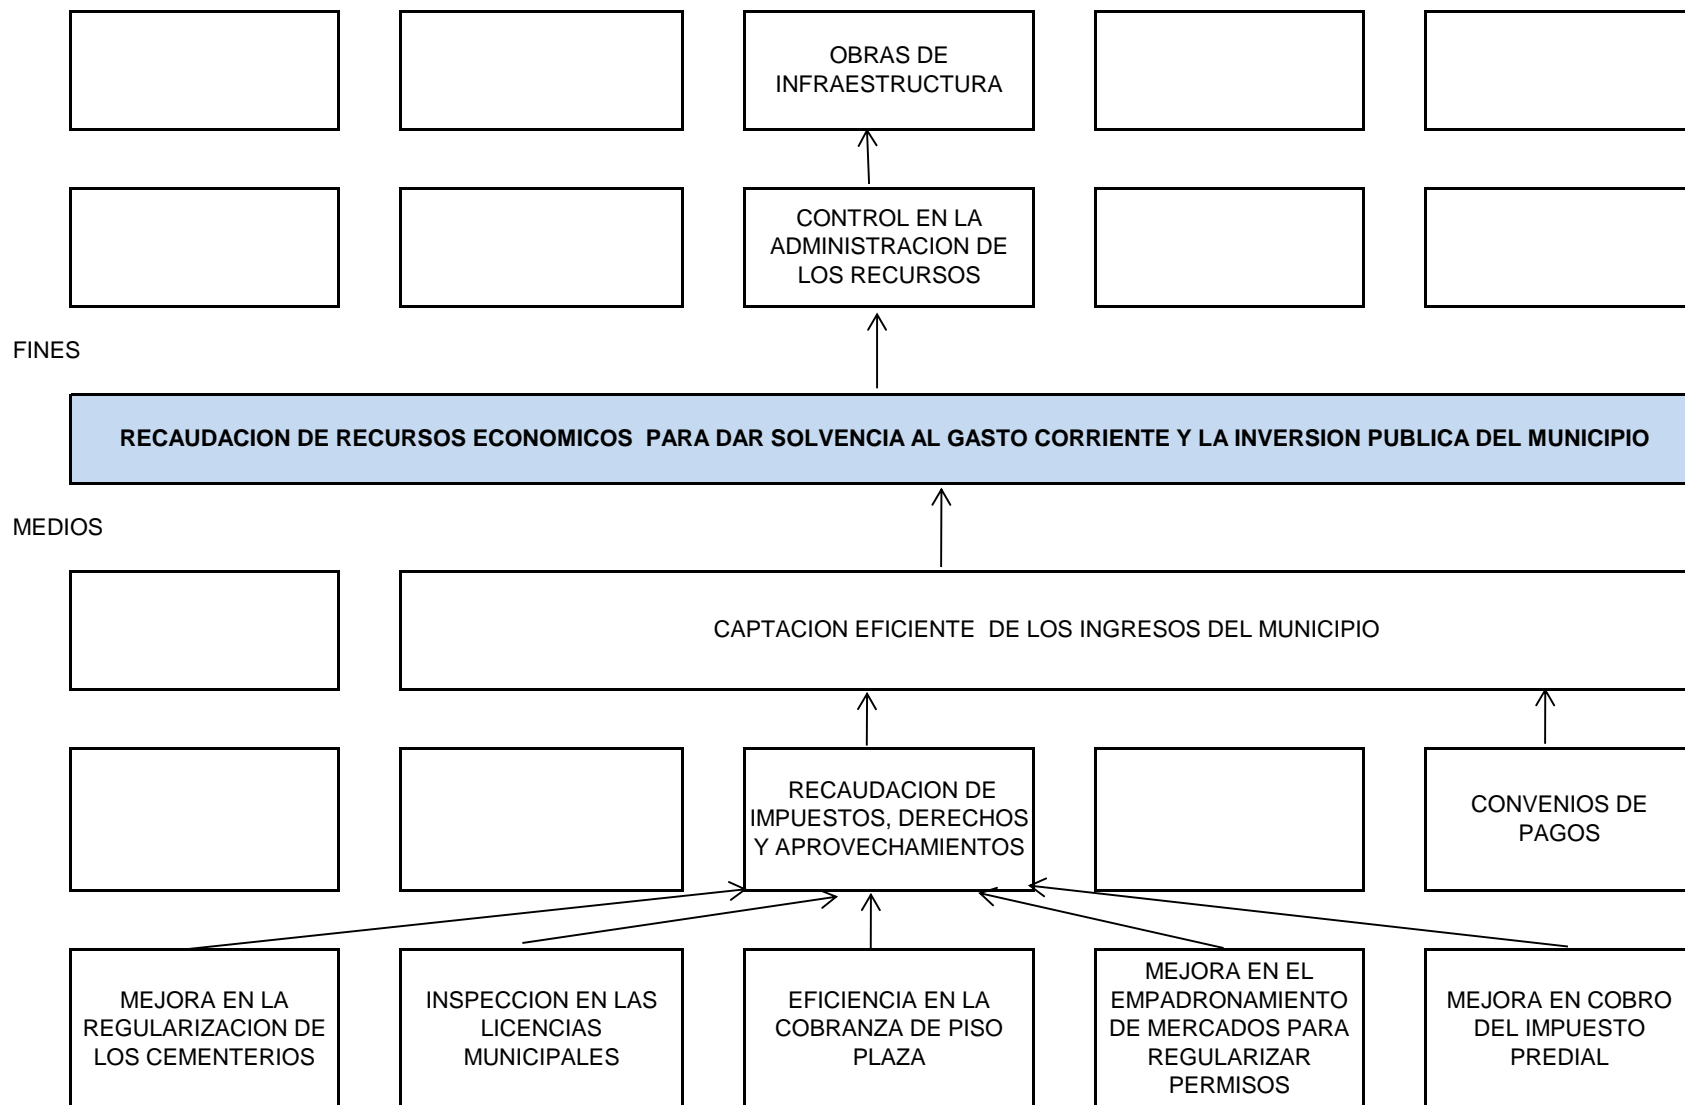 OBRAS DE
INFRAESTRUCTURA
CONTROL EN LA
ADMINISTRACION DE
LOS RECURSOS
FINES
RECAUDACION DE RECURSOS ECONOMICOS  PARA DAR SOLVENCIA AL GASTO CORRIENTE Y LA INVERSION PUBLICA DEL MUNICIPIO
MEDIOS
CAPTACION EFICIENTE  DE LOS INGRESOS DEL MUNICIPIO
RECAUDACION DE
IMPUESTOS, DERECHOS
Y APROVECHAMIENTOS
CONVENIOS DE
PAGOS
MEJORA EN LA
REGULARIZACION DE
LOS CEMENTERIOS
INSPECCION EN LAS
LICENCIAS
MUNICIPALES
EFICIENCIA EN LA
COBRANZA DE PISO
PLAZA
MEJORA EN EL
EMPADRONAMIENTO
DE MERCADOS PARA
REGULARIZAR
PERMISOS
MEJORA EN COBRO
DEL IMPUESTO
PREDIAL